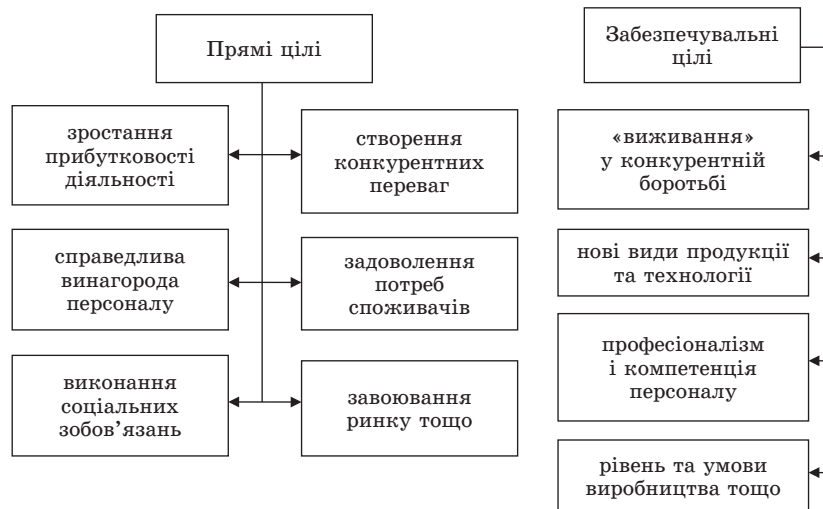 Прямі цілі
зростання
прибутковості
діяльності
створення
конкурентних
переваг
справедлива
винагорода
персоналу
задоволення
потреб
споживачів
виконання
соціальних
зобов’язань
завоювання
ринку тощо
Забезпечувальні
цілі
«виживання»
у конкурентній
боротьбі
нові види продукції
та технології
професіоналізм
і компетенція
персоналу
рівень та умови
виробництва тощо